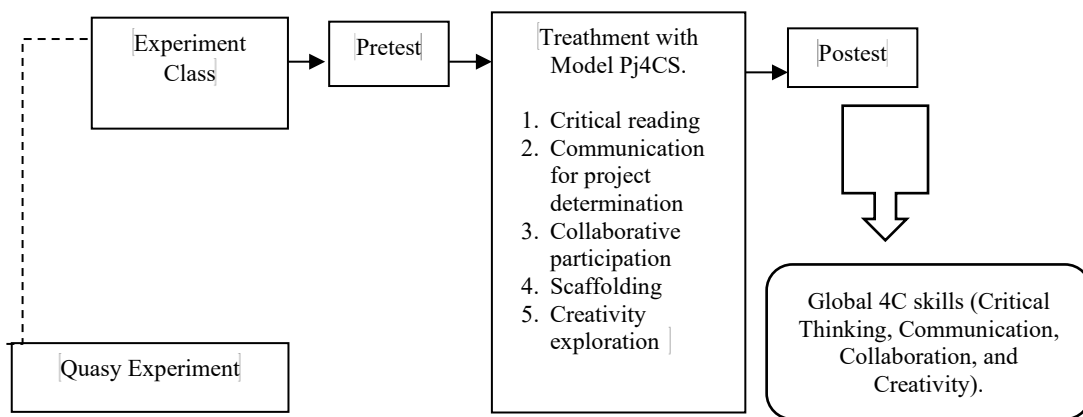 Experiment
Class
Pretest
Treathment with
Model Pj4CS.
1. Critical reading
2. Communication
for project
determination
3. Collaborative
participation
4. Scaffolding
5. Creativity
exploration
Postest
Global 4C skills (Critical
Thinking, Communication,
Collaboration, and
Creativity).
Quasy Experiment